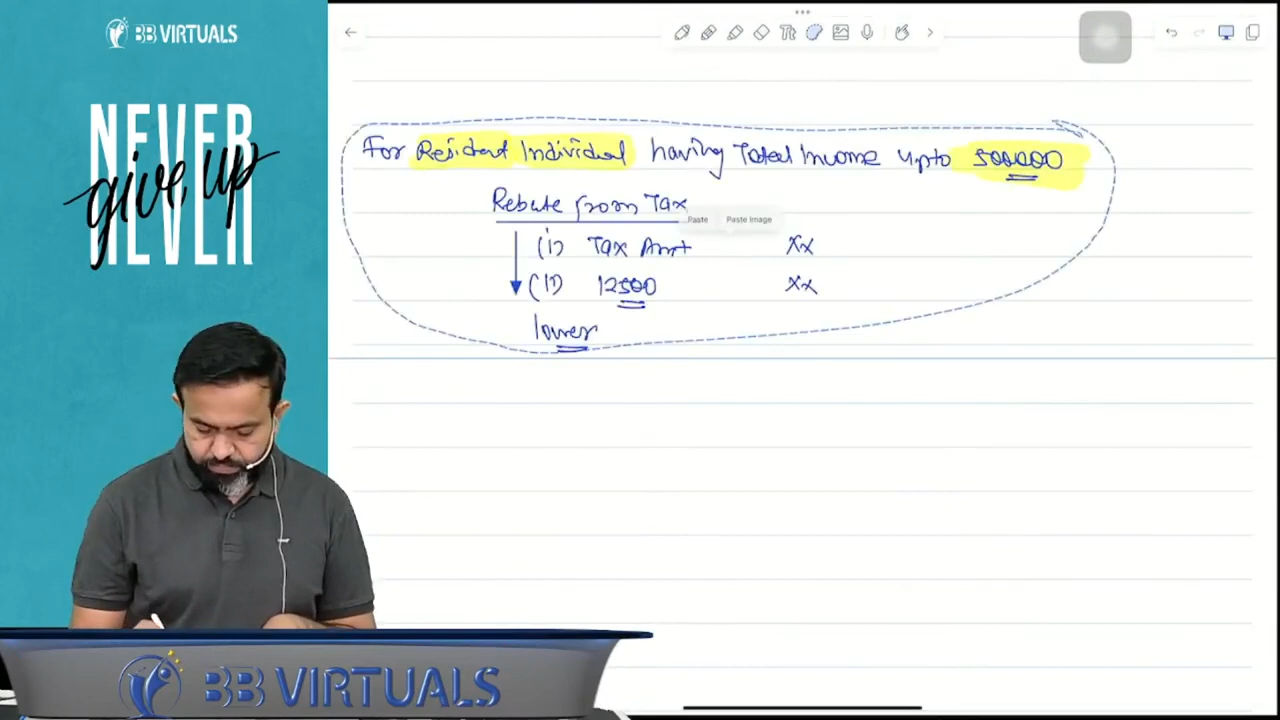 BB VIRTUALS
NEVER
give up
NEVER
For Resident Individual having Total Income upto 500000
Rebate from Tax
Paste Paste Image
(i) Tax Amt xx
(ii) 12500 xx
lower
BB VIRTUALS